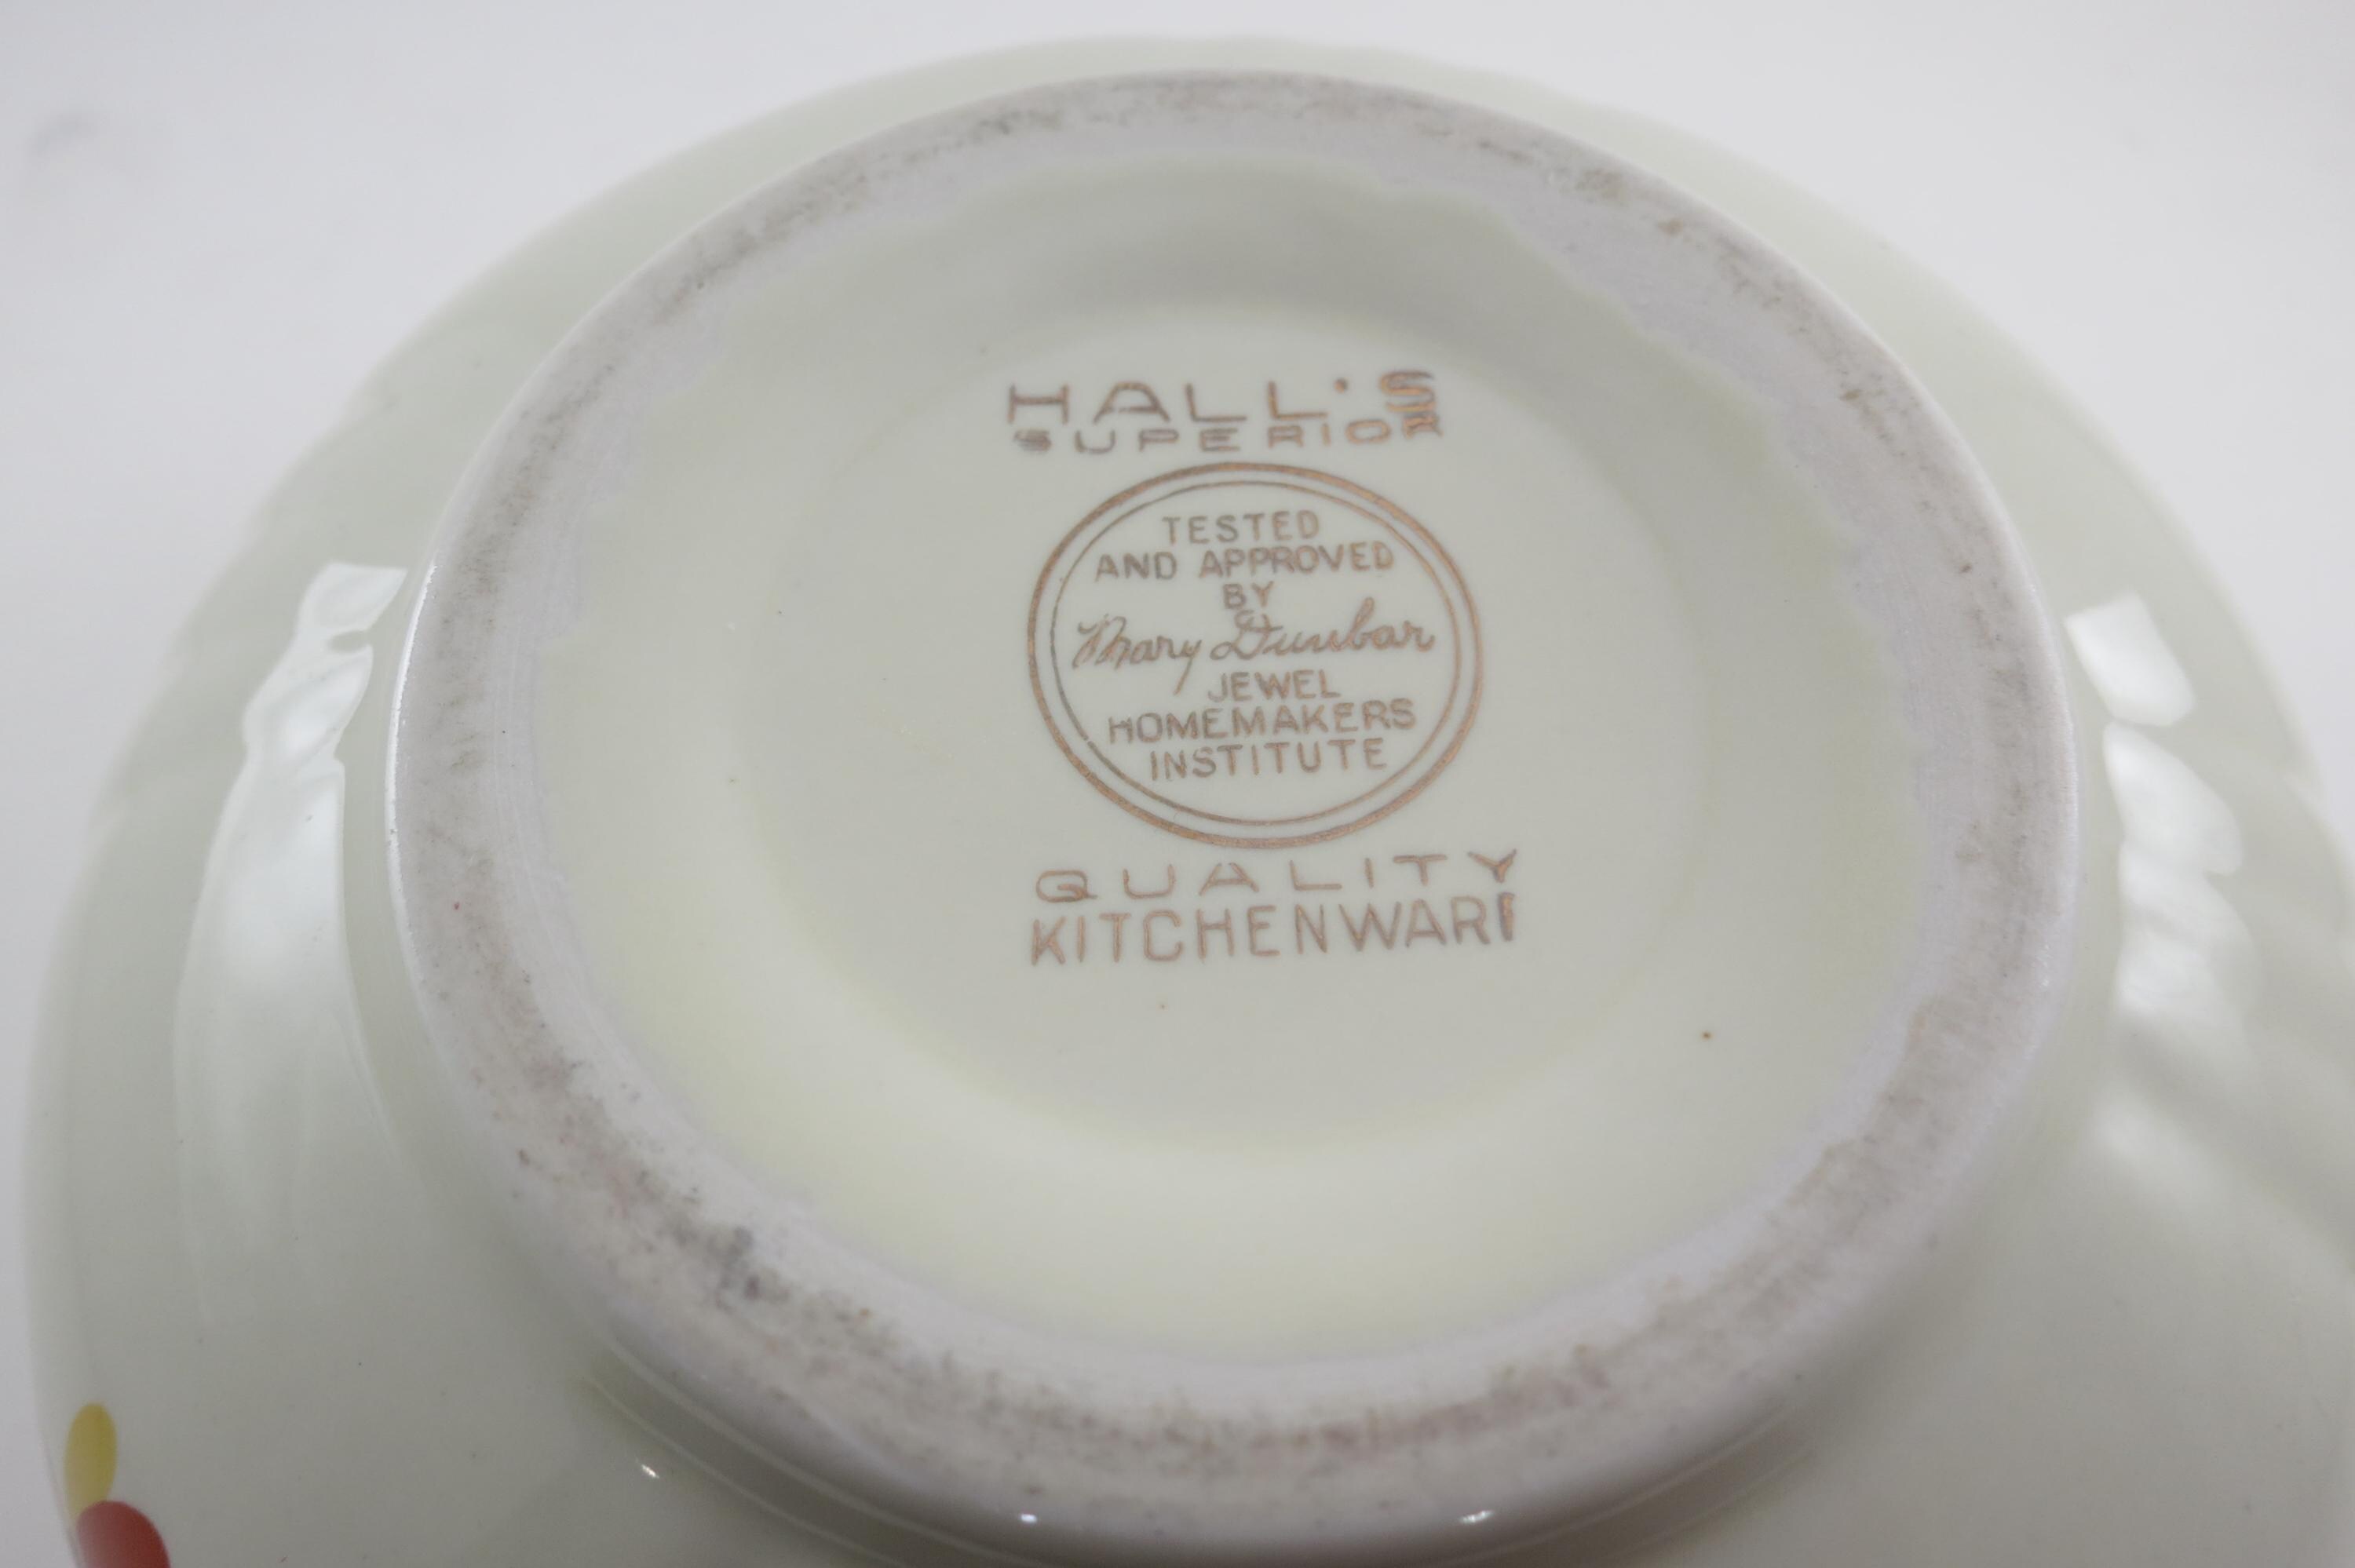 HALL'S
SUPERIOR
TESTED
AND APPROVED
BY
Mary Dunbar
JEWEL
HOMEMAKERS
INSTITUTE
QUALITY
KITCHENWARE